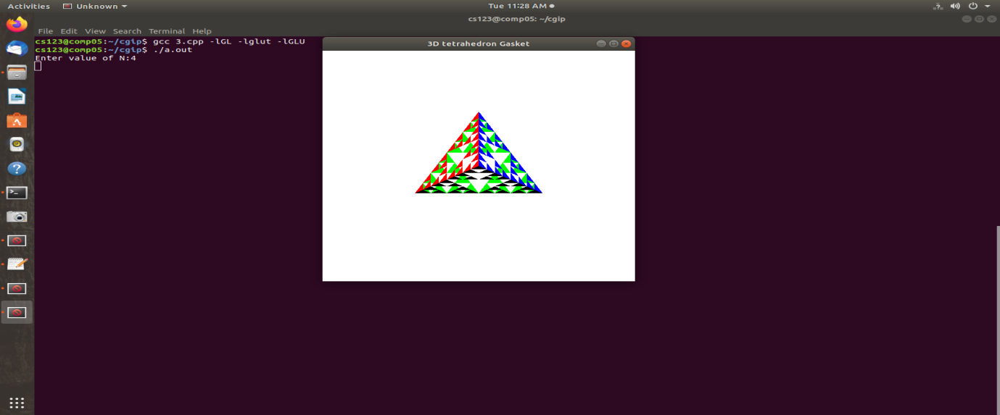 Activities Unknown Tue 11:28 AM
cs123@comp05: ~/cgip
File Edit View Search Terminal Help
cs123@comp05:~/cgip$ gcc 3.cpp -lGL -lglut -lGLU
cs123@comp05:~/cgip$ ./a.out
Enter value of N:4
3D tetrahedron Gasket